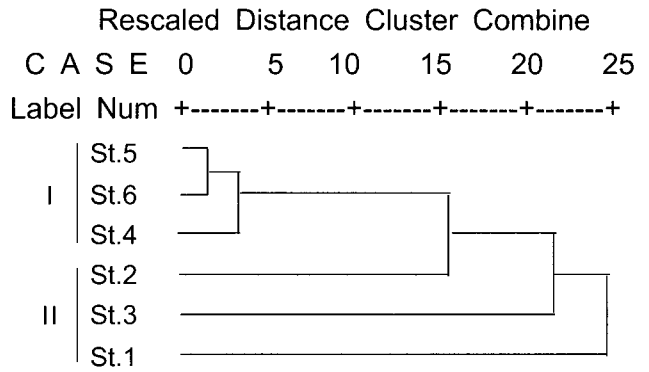 Rescaled Distance Cluster Combine
C A S E 0 5 10 15 20 25
Label Num +-------+-------+-------+-------+-------+
St.5
I St.6
St.4
St.2
II St.3
St.1